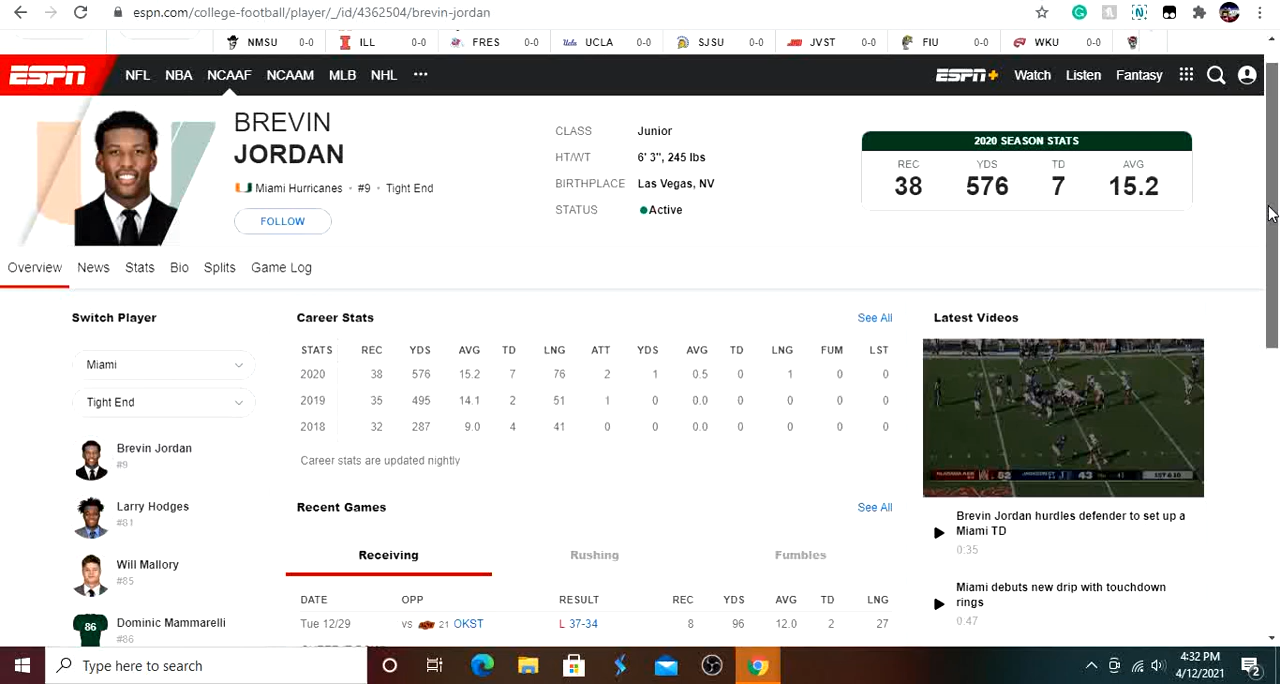 espn.com/college-football/player/_/id/4362504/brevin-jordan
NMSU 0-0 ILL 0-0 FRES 0-0 UCLA 0-0 SJSU 0-0 JVST 0-0 FIU 0-0 WKU 0-0
ESPN NFL NBA NCAAF NCAAM MLB NHL ••• ESPN+ Watch Listen Fantasy
BREVIN
JORDAN
Miami Hurricanes • #9 • Tight End
FOLLOW
CLASS Junior
HT/WT 6' 3", 245 lbs
BIRTHPLACE Las Vegas, NV
STATUS Active
2020 SEASON STATS
REC YDS TD AVG
38 576 7 15.2
Overview News Stats Bio Splits Game Log
Switch Player
Miami
Tight End
Brevin Jordan
#9
Larry Hodges
#81
Will Mallory
#85
86
Dominic Mammarelli
#86
Career Stats See All
STATS REC YDS AVG TD LNG ATT YDS AVG TD LNG FUM LST
2020 38 576 15.2 7 76 2 1 0.5 0 1 0 0
2019 35 495 14.1 2 51 1 0 0.0 0 0 0 0
2018 32 287 9.0 4 41 0 0 0.0 0 0 0 0
Career stats are updated nightly
Recent Games See All
Receiving Rushing Fumbles
DATE OPP RESULT REC YDS AVG TD LNG
Tue 12/29 vs 21 OKST L 37-34 8 96 12.0 2 27
Latest Videos
52 43 1ST & 10
Brevin Jordan hurdles defender to set up a
Miami TD
0:35
Miami debuts new drip with touchdown
rings
0:47
Type here to search
4:32 PM
4/12/2021
2